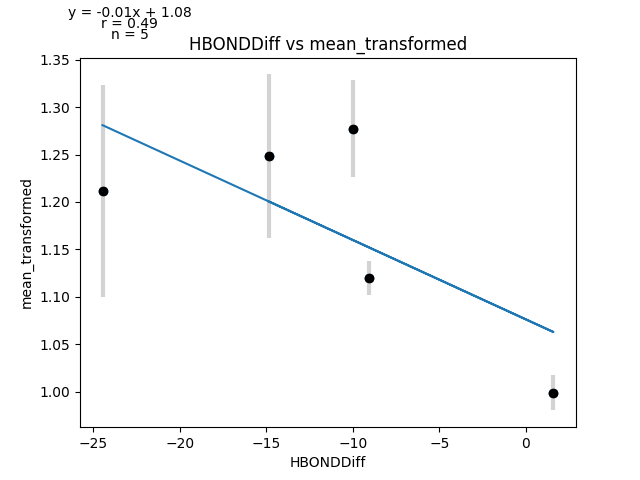 y = -0.01x + 1.08
r = 0.49
n = 5
HBONDDiff vs mean_transformed
1.35
1.30
1.25
1.20
1.15
1.10
1.05
1.00
mean_transformed
−25
−20
−15
−10
−5
0
HBONDDiff